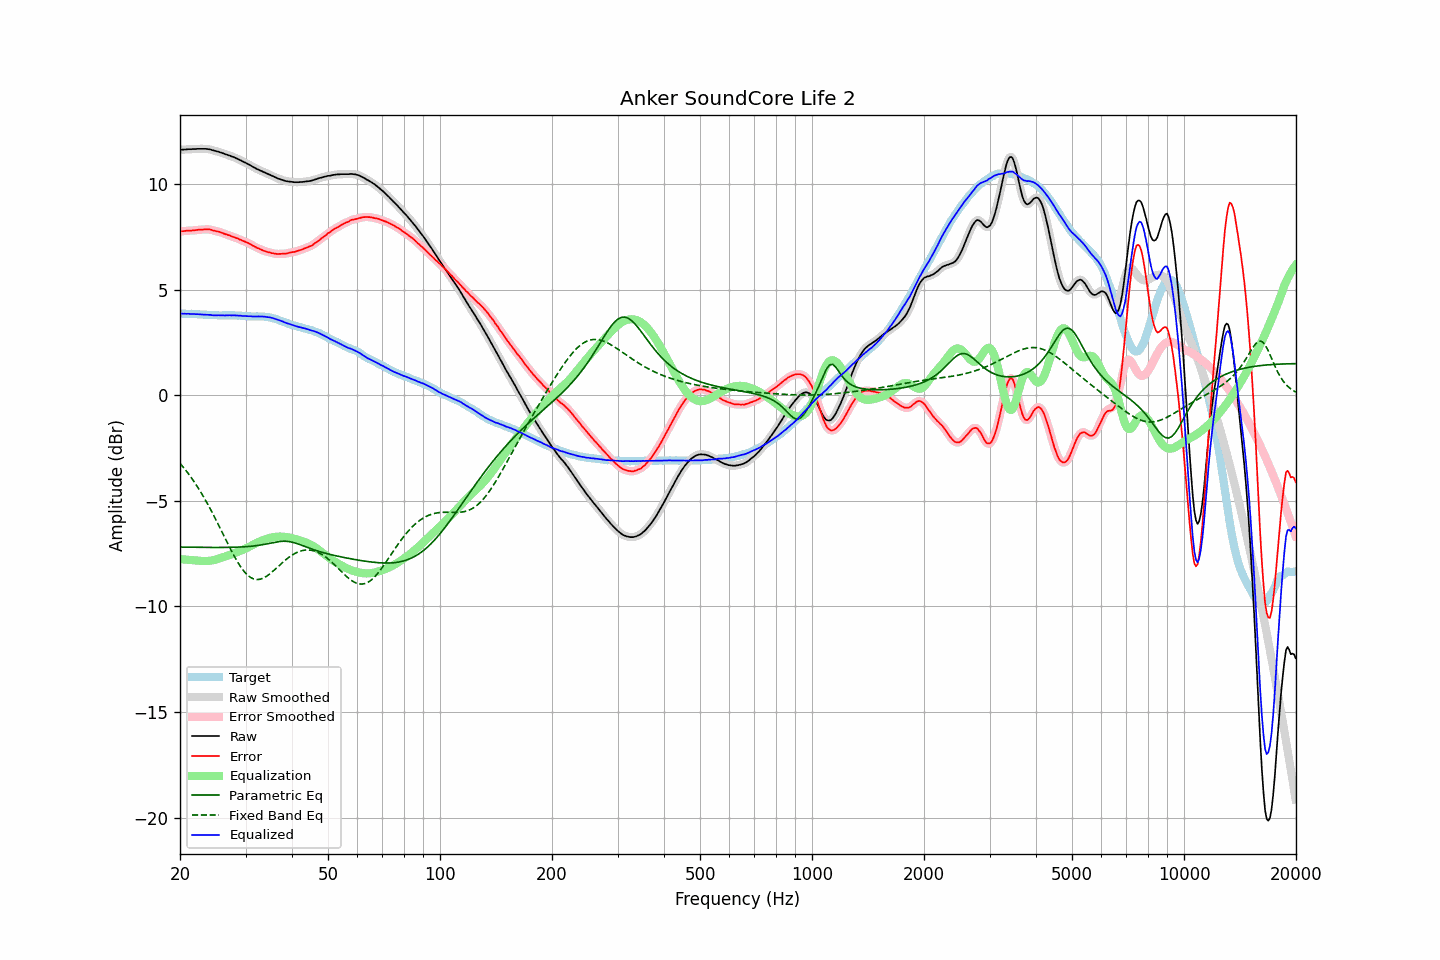 Anker SoundCore Life 2
Amplitude (dBr)
10
5
0
−5
−10
−15
−20
Target
Raw Smoothed
Error Smoothed
Raw
Error
Equalization
Parametric Eq
Fixed Band Eq
Equalized
20 50 100 200 500 1000 2000 5000 10000 20000
Frequency (Hz)